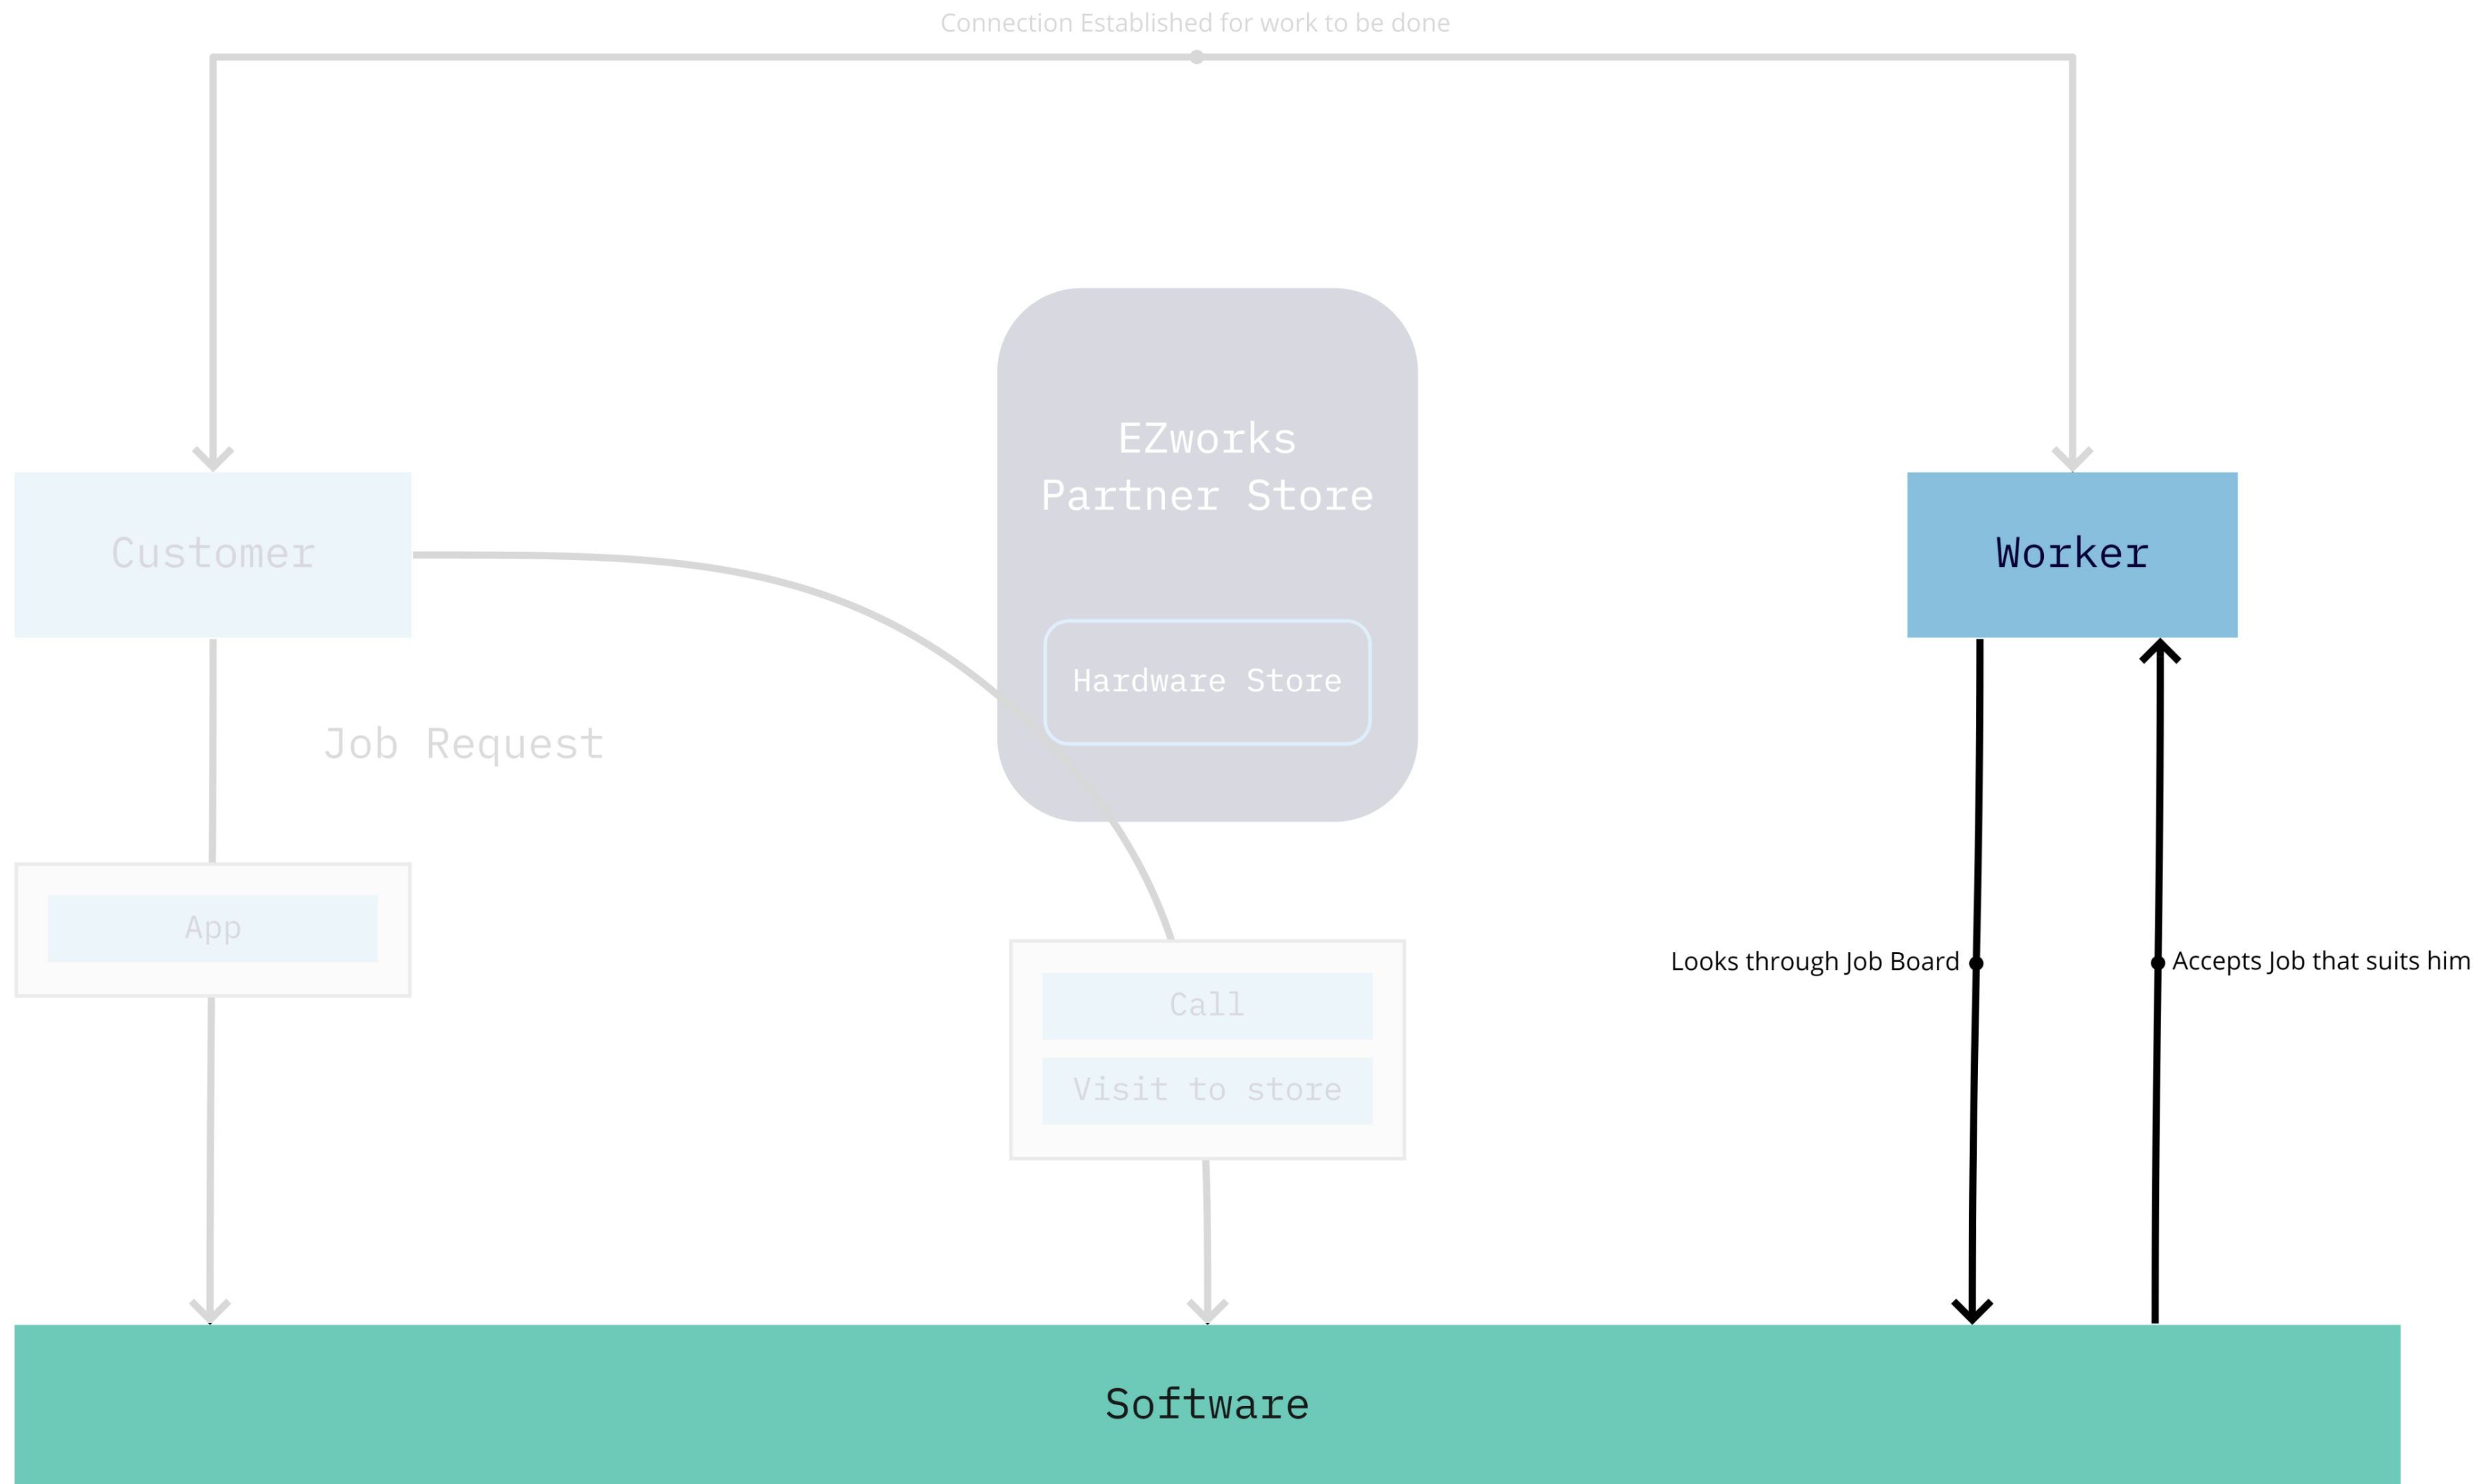 Connection Established for work to be done
EZworks
Partner Store
Customer
Worker
Hardware Store
Job Request
App
Looks through Job Board
Accepts Job that suits him
Call
Visit to store
Software